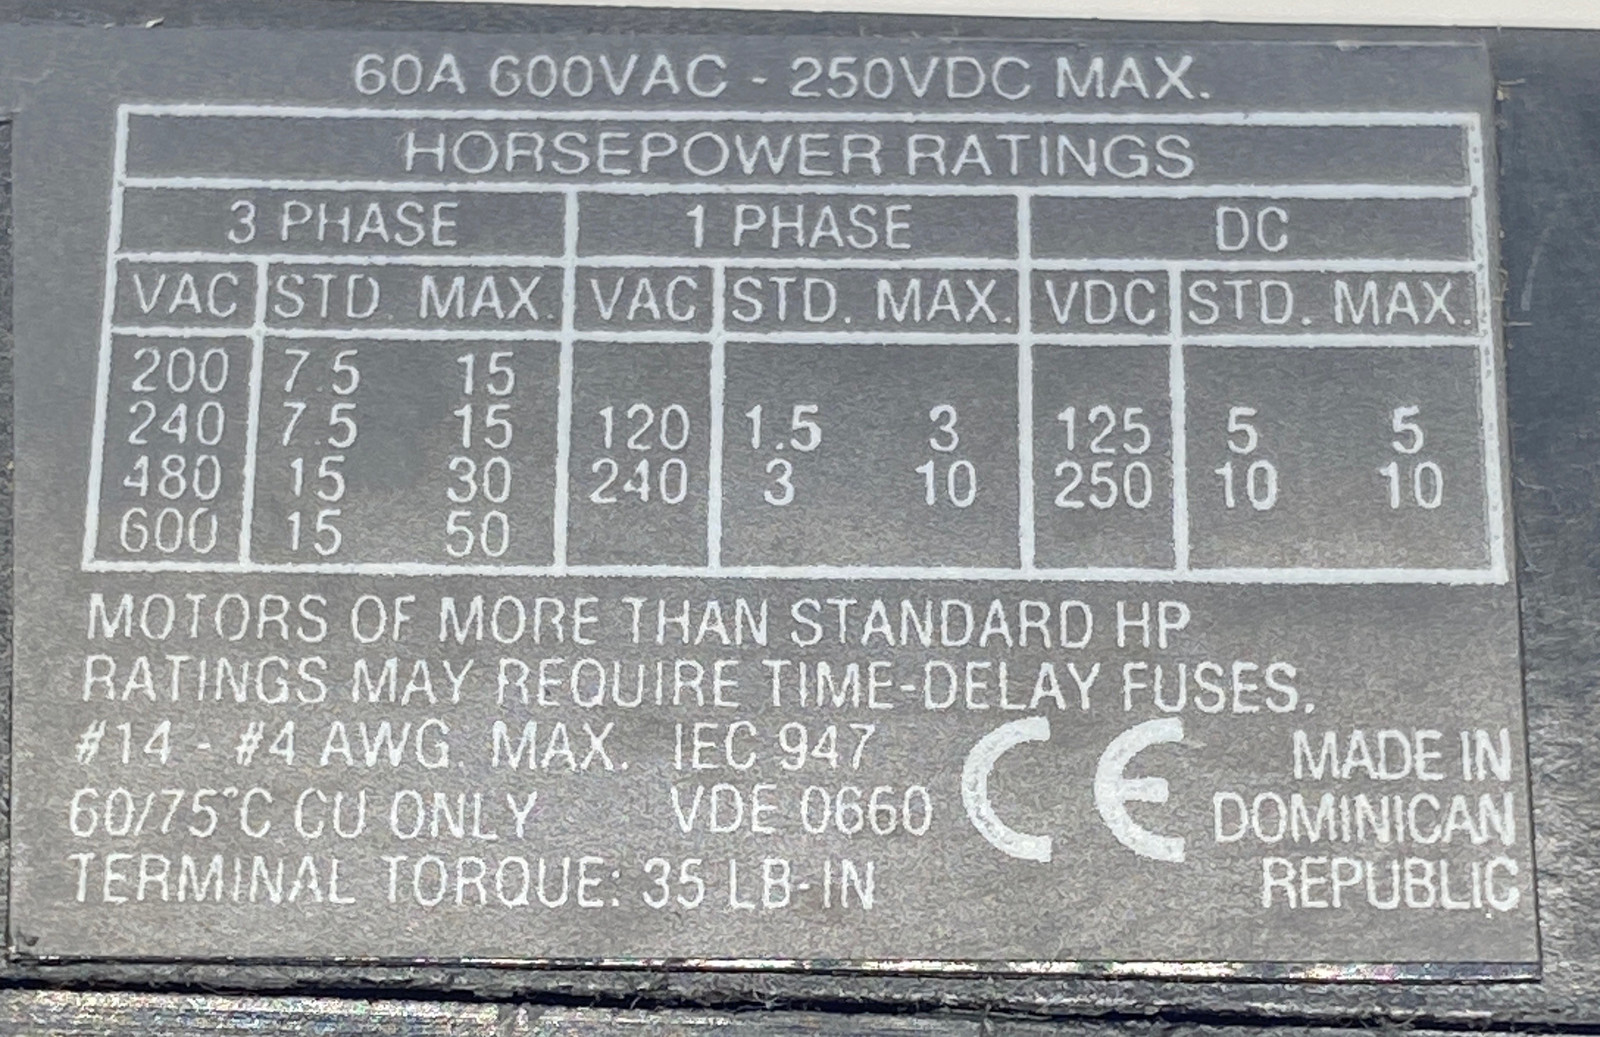 60A 600VAC - 250VDC MAX.
HORSEPOWER RATINGS
3 PHASE 1 PHASE DC
VAC STD. MAX. VAC STD. MAX. VDC STD. MAX.
200 7.5 15
240 7.5 15 120 1.5 3 125 5 5
480 15 30 240 3 10 250 10 10
600 15 50
MOTORS OF MORE THAN STANDARD HP
RATINGS MAY REQUIRE TIME-DELAY FUSES.
#14 - #4 AWG. MAX. IEC 947
60/75°C CU ONLY VDE 0660
TERMINAL TORQUE: 35 LB-IN
CE
MADE IN
DOMINICAN
REPUBLIC